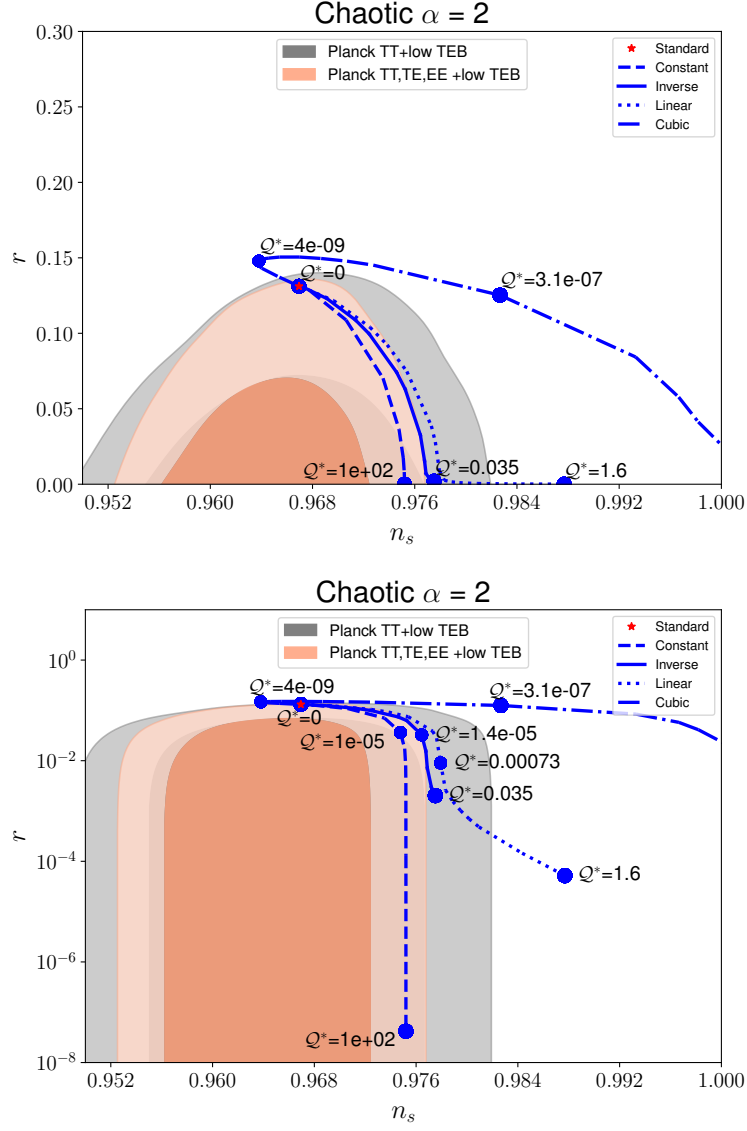 Chaotic α = 2
Planck TT+low TEB
Planck TT,TE,EE +low TEB
Standard
Constant
Inverse
Linear
Cubic
0.30
0.25
0.20
0.15
0.10
0.05
0.00
r
𝒬*=4e-09
𝒬*=0
𝒬*=3.1e-07
𝒬*=1e+02
𝒬*=0.035
𝒬*=1.6
0.952 0.960 0.968 0.976 0.984 0.992 1.000
n_s
Chaotic α = 2
Planck TT+low TEB
Planck TT,TE,EE +low TEB
Standard
Constant
Inverse
Linear
Cubic
10⁰
10⁻²
10⁻⁴
10⁻⁶
10⁻⁸
r
𝒬*=4e-09
𝒬*=0
𝒬*=3.1e-07
𝒬*=1e-05
𝒬*=1.4e-05
𝒬*=0.00073
𝒬*=0.035
𝒬*=1.6
𝒬*=1e+02
0.952 0.960 0.968 0.976 0.984 0.992 1.000
n_s